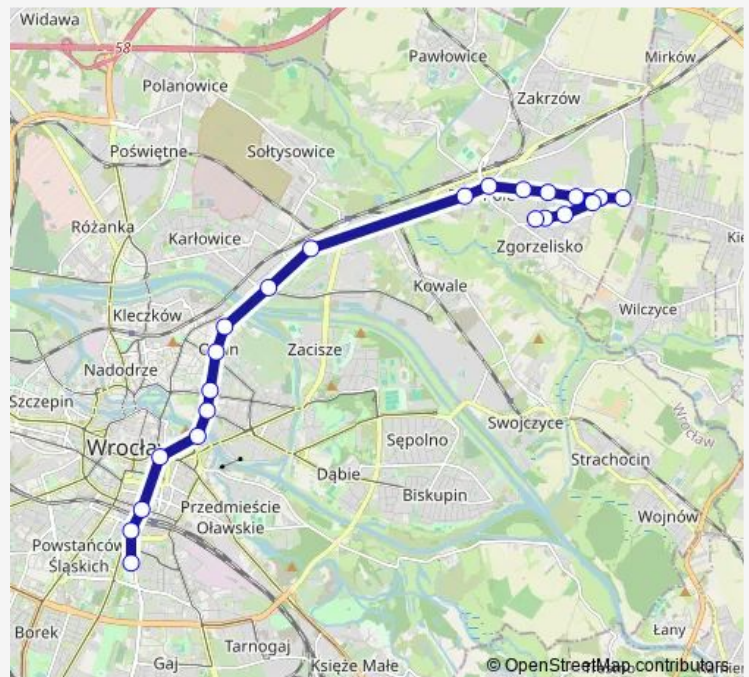 Widawa
58
Pawłowice
Mirków
Polanowice
Zakrzów
Poświętne
Sołtysowice
Różanka
Karłowice
Zgorzelisko
Kowale
Kleczków
Wilczyce
Zacisze
Nadodrze
Szczepin
Swojczyce
Wrocław
Sępolno
Wrocła
Strachocin
Dąbie
Biskupin
Przedmieście
Oławskie
Wojnów
Powstańców
Śląskich
Borek
Tarnogaj
Łany
Gaj
Księże Małe
© OpenStreetMap contributors